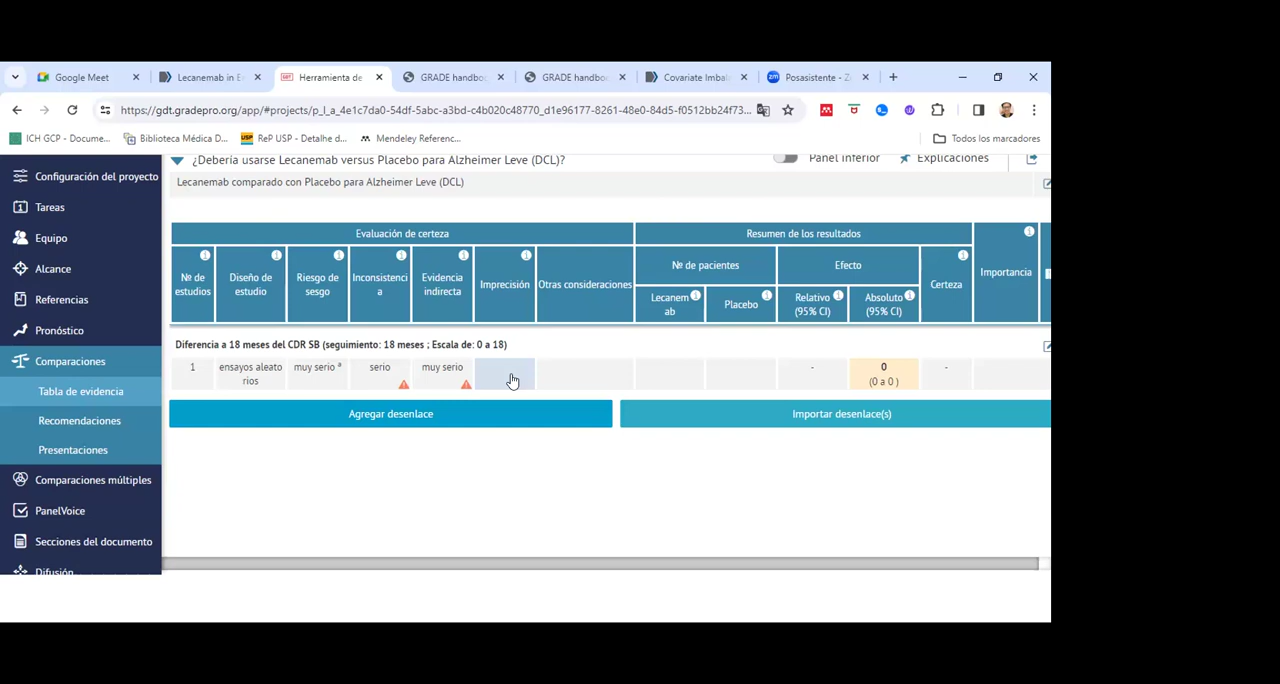 Google Meet
Lecanemab in E
Herramienta de
GRADE handboo
GRADE handboo
Covariate Imbal
Posasistente - Z
https://gdt.gradepro.org/app/#projects/p_l_a_4e1c7da0-54df-5abc-a3bd-c4b020c48770_d1e96177-8261-48e0-84d5-f0512bb24f73...
ICH GCP - Docume...
Biblioteca Médica D...
ReP USP - Detalhe d...
Mendeley Referenc...
Todos los marcadores
Configuración del proyecto
Tareas
Equipo
Alcance
Referencias
Pronóstico
Comparaciones
Tabla de evidencia
Recomendaciones
Presentaciones
Comparaciones múltiples
PanelVoice
Secciones del documento
Difusión
¿Debería usarse Lecanemab versus Placebo para Alzheimer Leve (DCL)?
Panel inferior
Explicaciones
Lecanemab comparado con Placebo para Alzheimer Leve (DCL)
Evaluación de certeza
Resumen de los resultados
Importancia
Nº de
estudios
Diseño de
estudio
Riesgo de
sesgo
Inconsistenci
a
Evidencia
indirecta
Imprecisión
Otras consideraciones
Nº de pacientes
Efecto
Certeza
Lecanem
ab
Placebo
Relativo
(95% CI)
Absoluto
(95% CI)
Diferencia a 18 meses del CDR SB (seguimiento: 18 meses ; Escala de: 0 a 18)
1
ensayos aleato
rios
muy serio a
serio
muy serio
-
0
(0 a 0 )
-
Agregar desenlace
Importar desenlace(s)